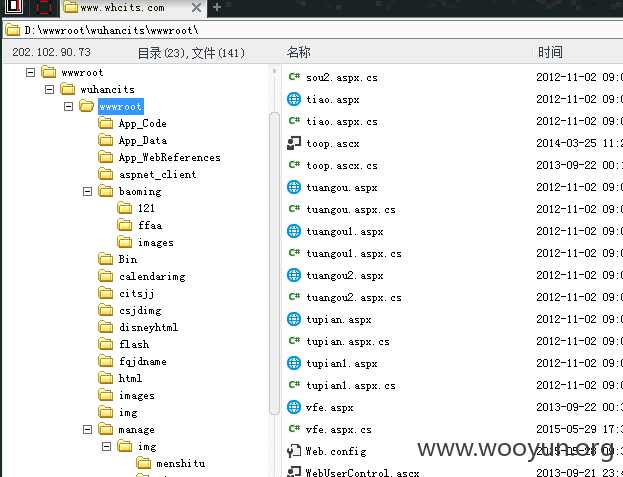 www.whcits.com
D:\wwwroot\wuhancits\wwwroot\
202.102.90.73 目录(23),文件(141) 名称 时间
wwwroot
wuhancits
wwwroot
App_Code
App_Data
App_WebReferences
aspnet_client
baoming
121
ffaa
images
Bin
calendarimg
citsjj
csjdimg
disneyhtml
flash
fqjdname
html
images
img
manage
img
menshitu
sou2.aspx.cs 2012-11-02 09:0
tiao.aspx 2012-11-02 09:0
tiao.aspx.cs 2012-11-02 09:0
toop.ascx 2014-03-25 11:2
toop.ascx.cs 2013-09-22 00:1
tuangou.aspx 2012-11-02 09:0
tuangou.aspx.cs 2012-11-02 09:0
tuangou1.aspx 2012-11-02 09:0
tuangou1.aspx.cs 2012-11-02 09:0
tuangou2.aspx 2012-11-02 09:0
tuangou2.aspx.cs 2012-11-02 09:0
tupian.aspx 2012-11-02 09:0
tupian.aspx.cs 2012-11-02 09:0
tupian1.aspx 2012-11-02 09:0
tupian1.aspx.cs 2012-11-02 09:0
vfe.aspx 2013-09-22 00:3
vfe.aspx.cs 2015-05-29 17:3
Web.config
WebUserControl.ascx 2013-09-21 23:4
www.wooyun.org